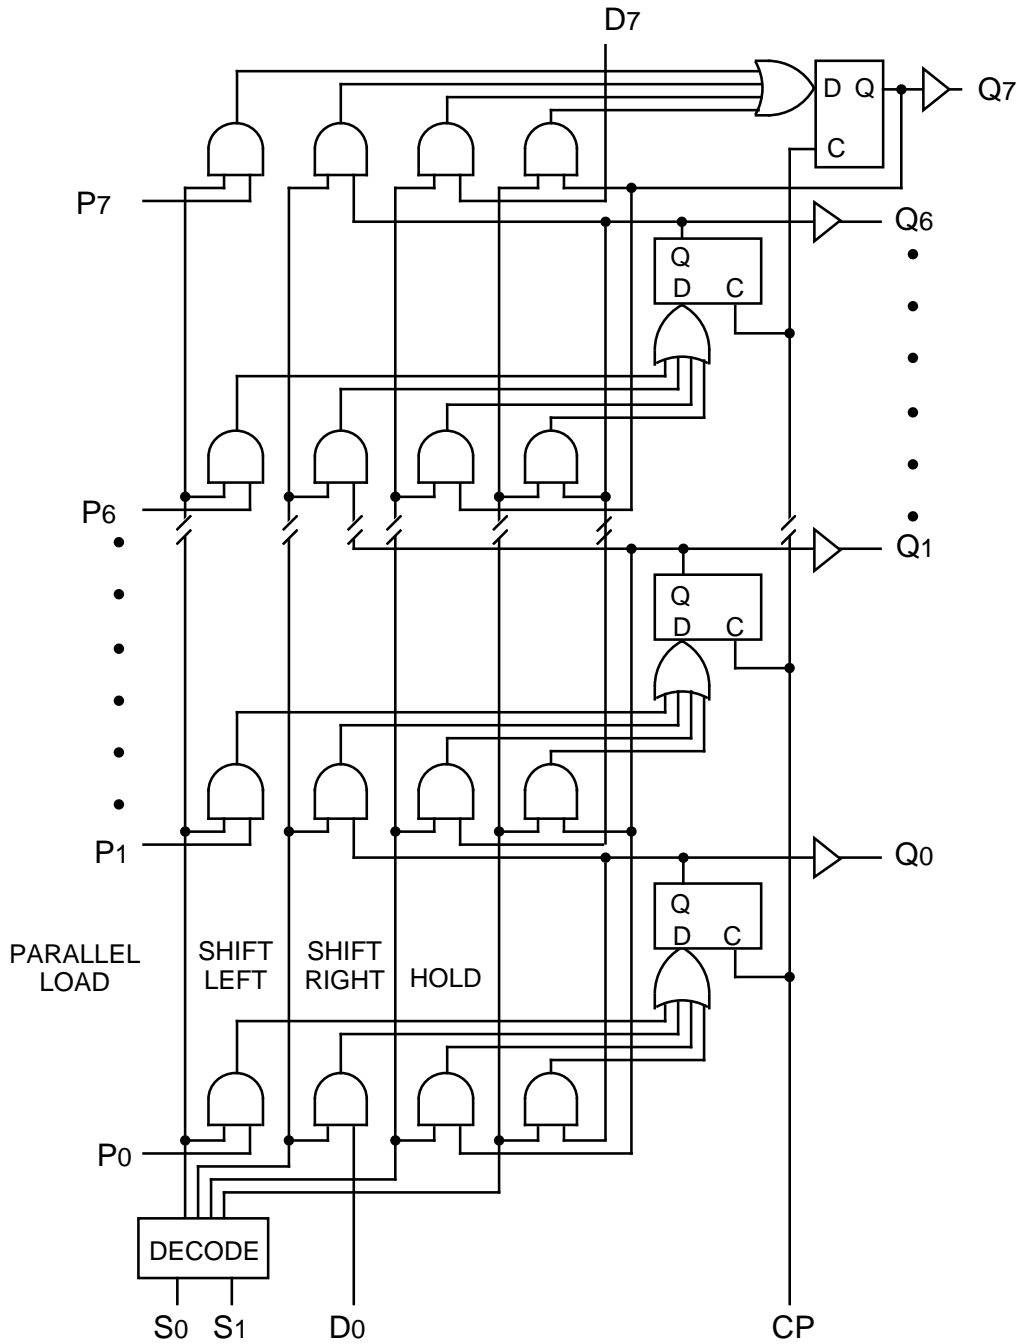 D7
D Q
Q7
C
P7
Q6
Q
D C
P6
Q1
Q
D C
P1
Q0
Q
D C
PARALLEL
LOAD
SHIFT
LEFT
SHIFT
RIGHT
HOLD
P0
DECODE
S0 S1 D0 CP